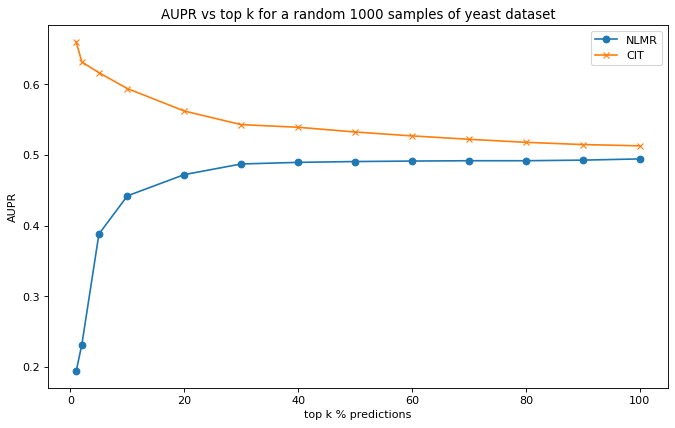 AUPR vs top k for a random 1000 samples of yeast dataset
NLMR
CIT
0.6
0.5
0.4
0.3
0.2
AUPR
0
20
40
60
80
100
top k % predictions